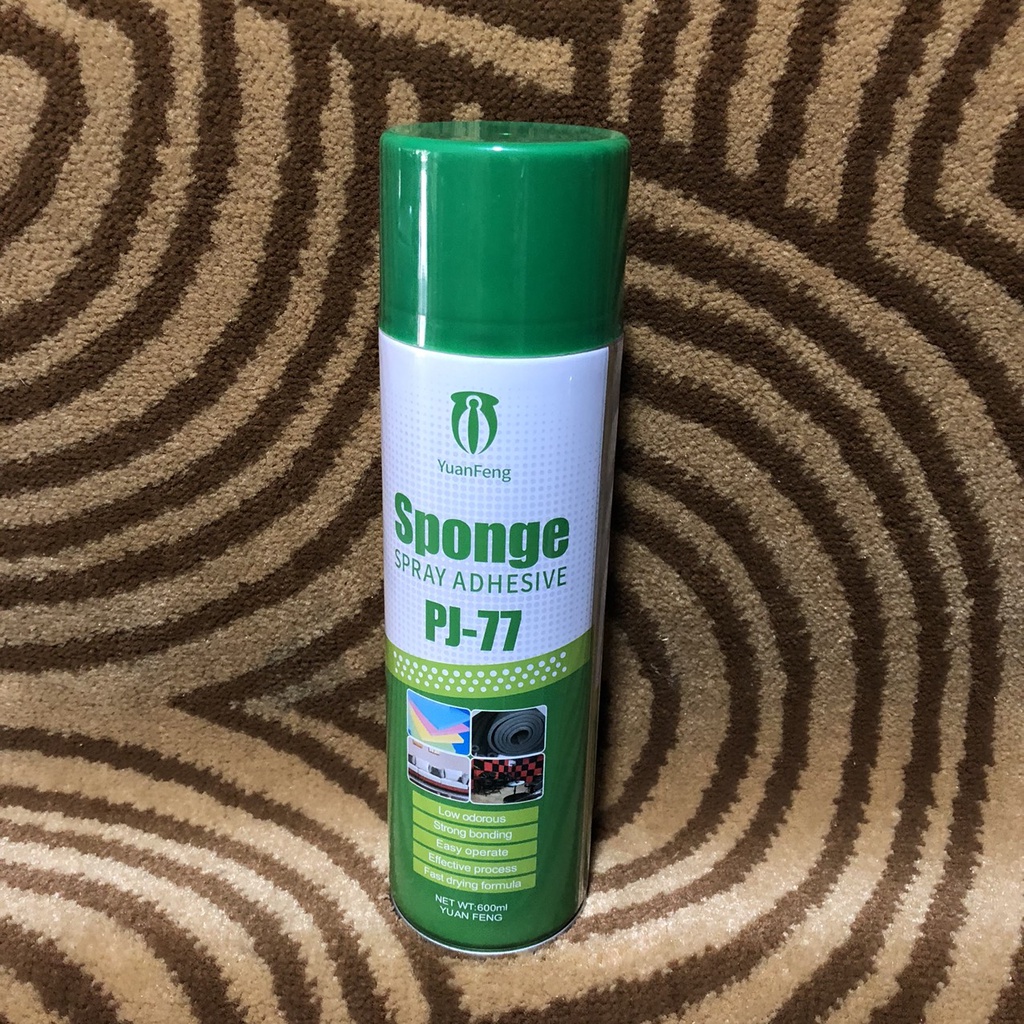 YuanFeng
Sponge
SPRAY ADHESIVE
PJ-77
Low odorous
Strong bonding
Easy operate
Effective process
Fast drying formula
NET WT:600ml
YUAN FENG